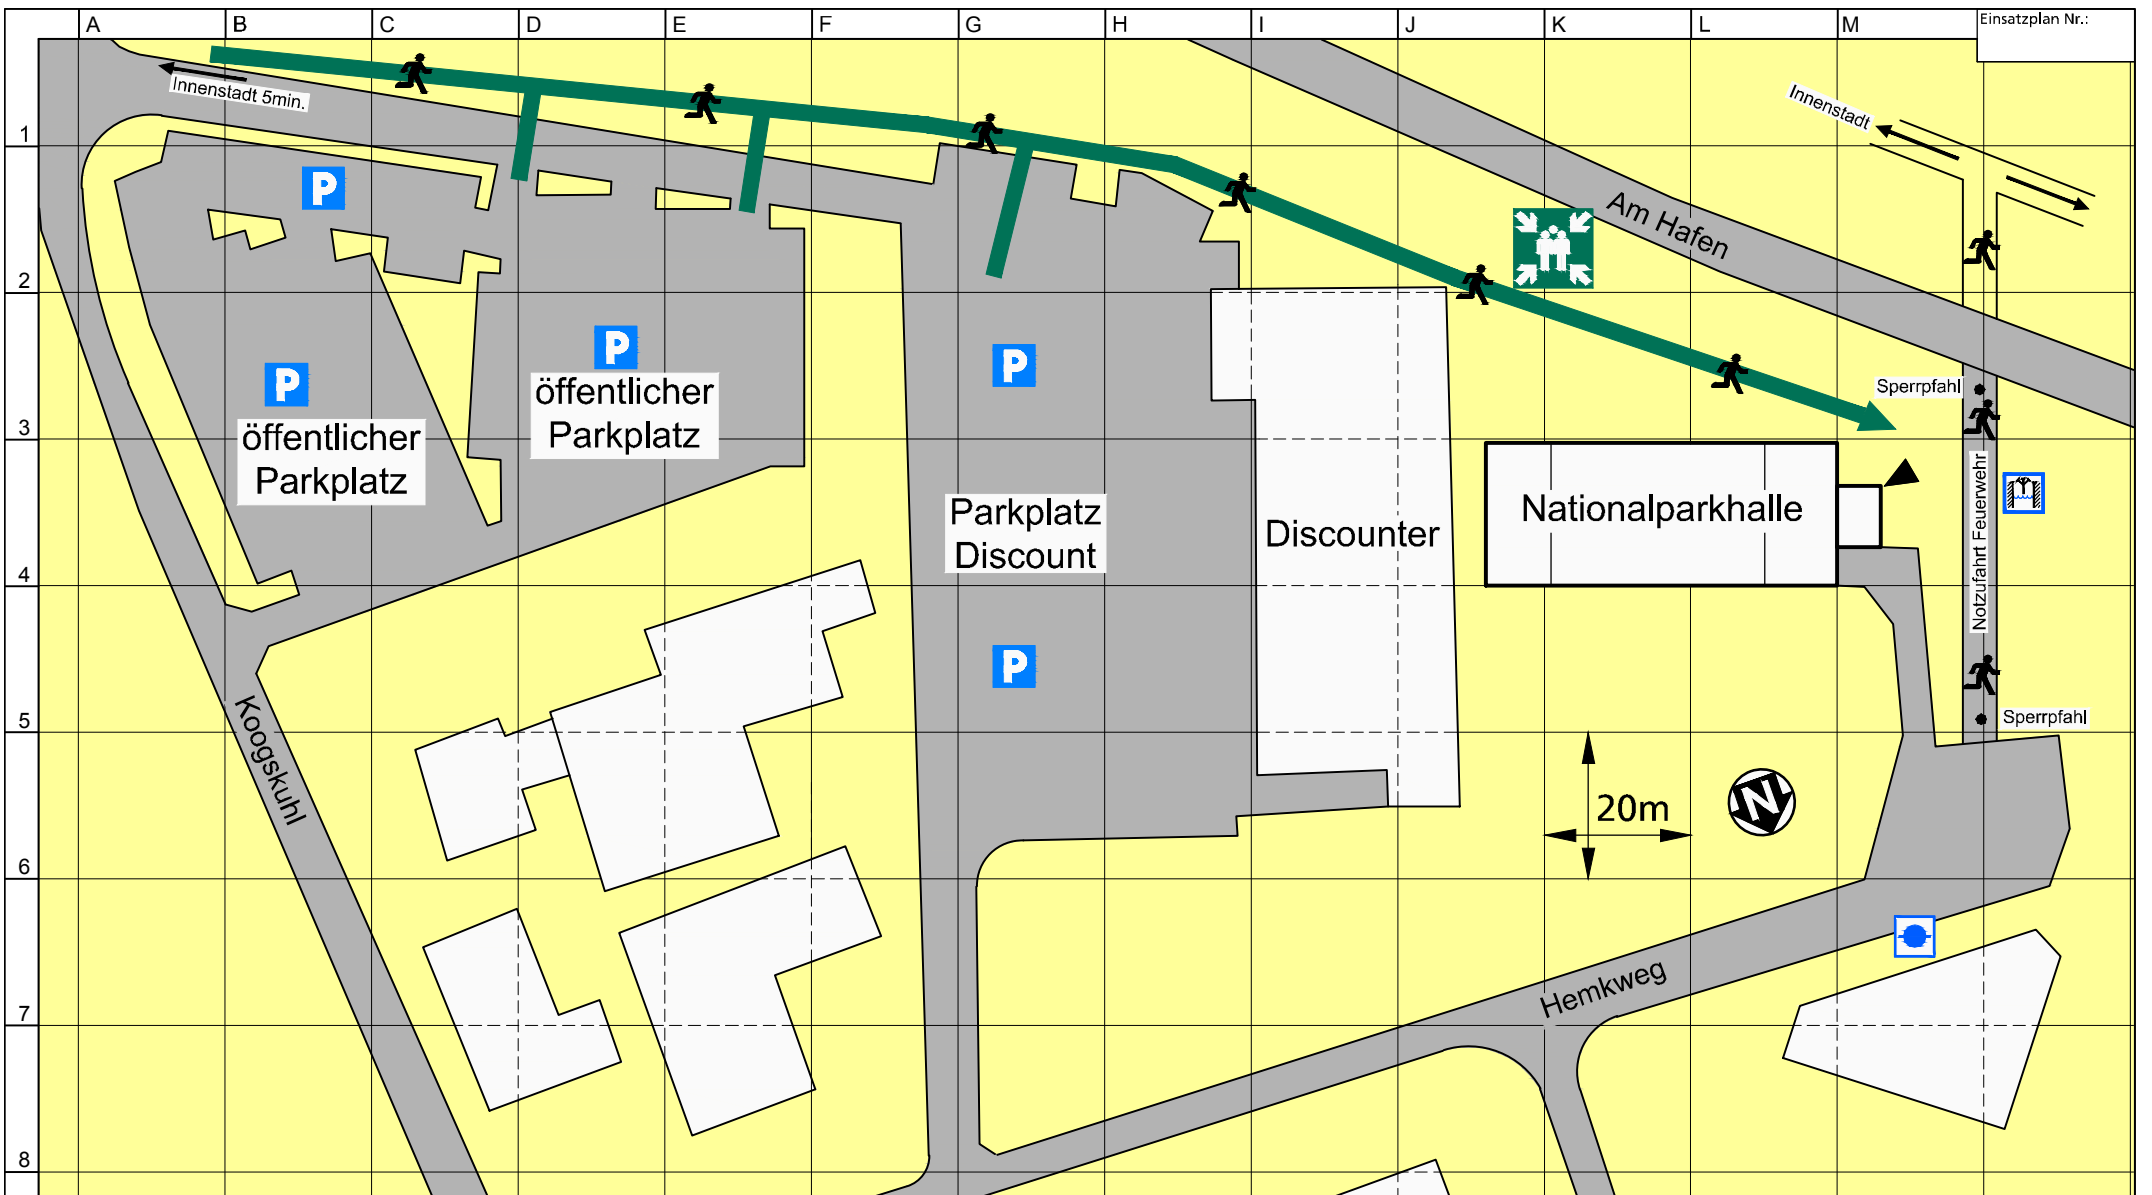 A B C D E F G H I J K L M
Einsatzplan Nr.:
Innenstadt 5min.
Innenstadt
1
P
Am Hafen
2
P
P
P
öffentlicher
Parkplatz
Sperrpfahl
3
öffentlicher
Parkplatz
Parkplatz
Discount
Discounter
Nationalparkhalle
Notzufahrt Feuerwehr
4
P
5
Koogskuhl
Sperrpfahl
20m
N
6
Hemkweg
7
8